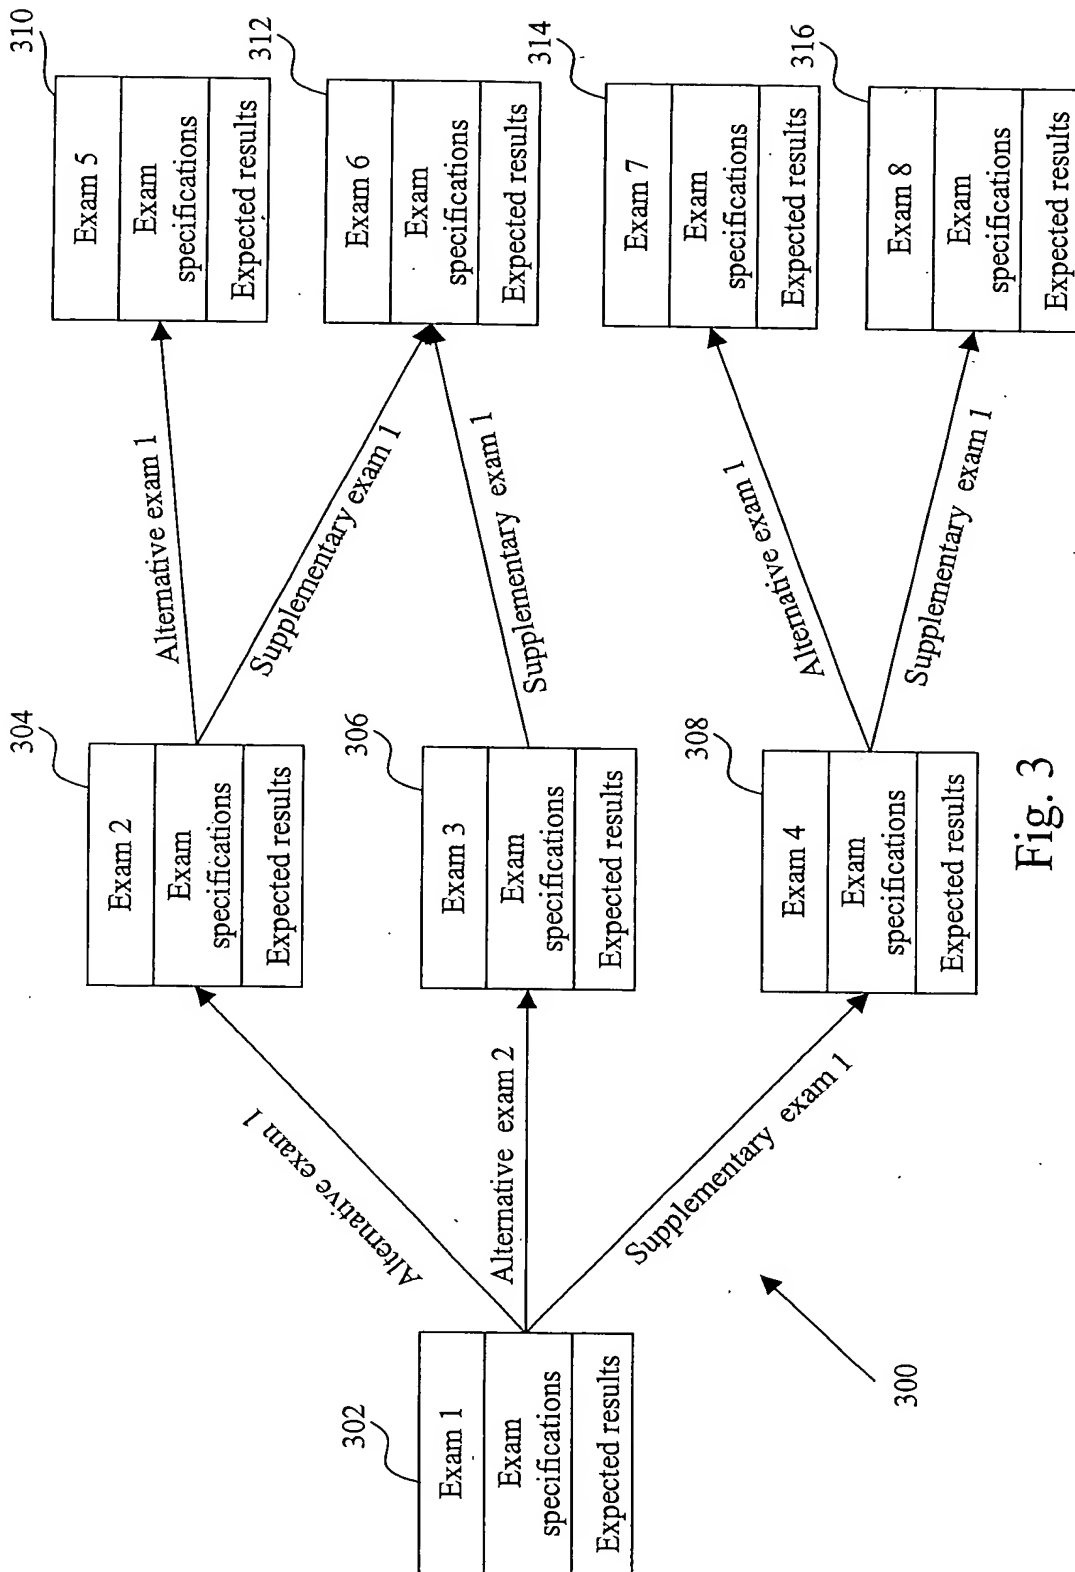 302
Exam 1
Exam
specifications
Expected results
Alternative exam 1
Alternative exam 2
Supplementary exam 1
300
304
Exam 2
Exam
specifications
Expected results
306
Exam 3
Exam
specifications
Expected results
308
Exam 4
Exam
specifications
Expected results
Alternative exam 1
Supplementary exam 1
Supplementary exam 1
Alternative exam 1
Supplementary exam 1
310
Exam 5
Exam
specifications
Expected results
312
Exam 6
Exam
specifications
Expected results
314
Exam 7
Exam
specifications
Expected results
316
Exam 8
Exam
specifications
Expected results
Fig. 3